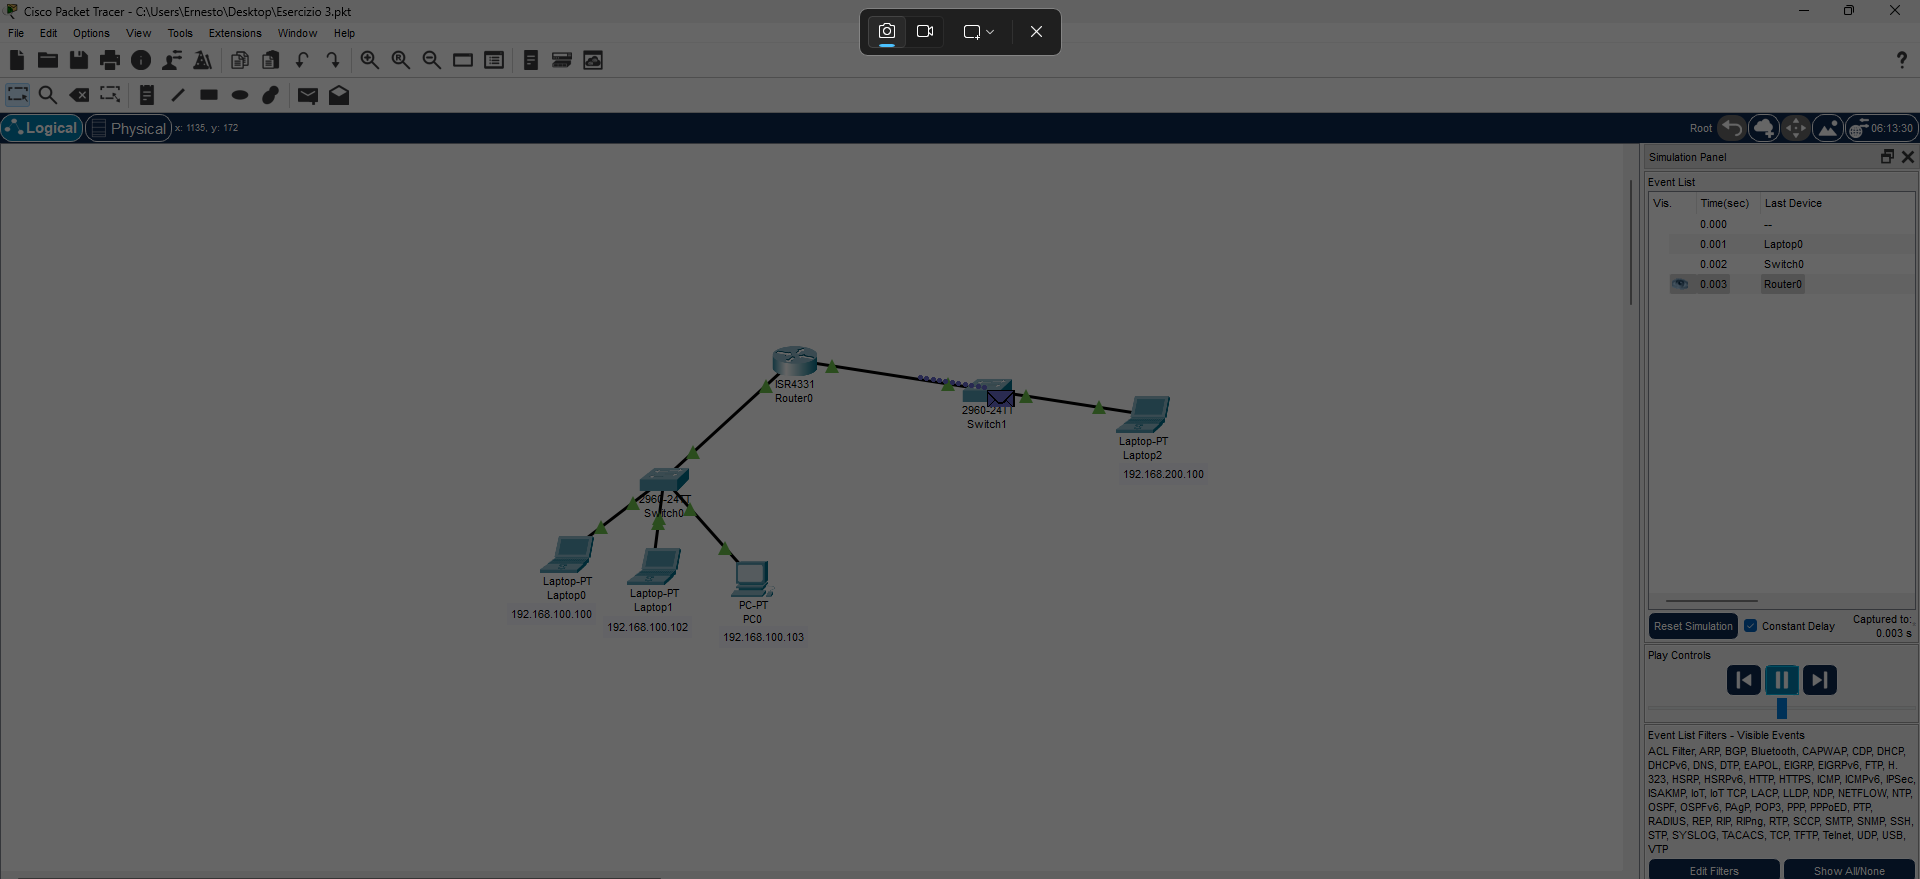 Cisco Packet Tracer - C:\Users\Ernesto\Desktop\Esercizio 3.pkt
File Edit Options View Tools Extensions Window Help
Logical Physical x: 1135, y: 172
Root 06:13:30
Simulation Panel
Event List
Vis. Time(sec) Last Device
0.000 --
0.001 Laptop0
0.002 Switch0
0.003 Router0
ISR4331
Router0
2960-24TT
Switch1
Laptop-PT
Laptop2
192.168.200.100
2960-24TT
Switch0
Laptop-PT
Laptop0
192.168.100.100
Laptop-PT
Laptop1
192.168.100.102
PC-PT
PC0
192.168.100.103
Reset Simulation Constant Delay Captured to:
0.003 s
Play Controls
Event List Filters - Visible Events
ACL Filter, ARP, BGP, Bluetooth, CAPWAP, CDP, DHCP,
DHCPv6, DNS, DTP, EAPOL, EIGRP, EIGRPv6, FTP, H.
323, HSRP, HSRPv6, HTTP, HTTPS, ICMP, ICMPv6, IPSec,
ISAKMP, IoT, IoT TCP, LACP, LLDP, NDP, NETFLOW, NTP,
OSPF, OSPFv6, PAgP, POP3, PPP, PPPoED, PTP,
RADIUS, REP, RIP, RIPng, RTP, SCCP, SMTP, SNMP, SSH,
STP, SYSLOG, TACACS, TCP, TFTP, Telnet, UDP, USB,
VTP
Edit Filters Show All/None